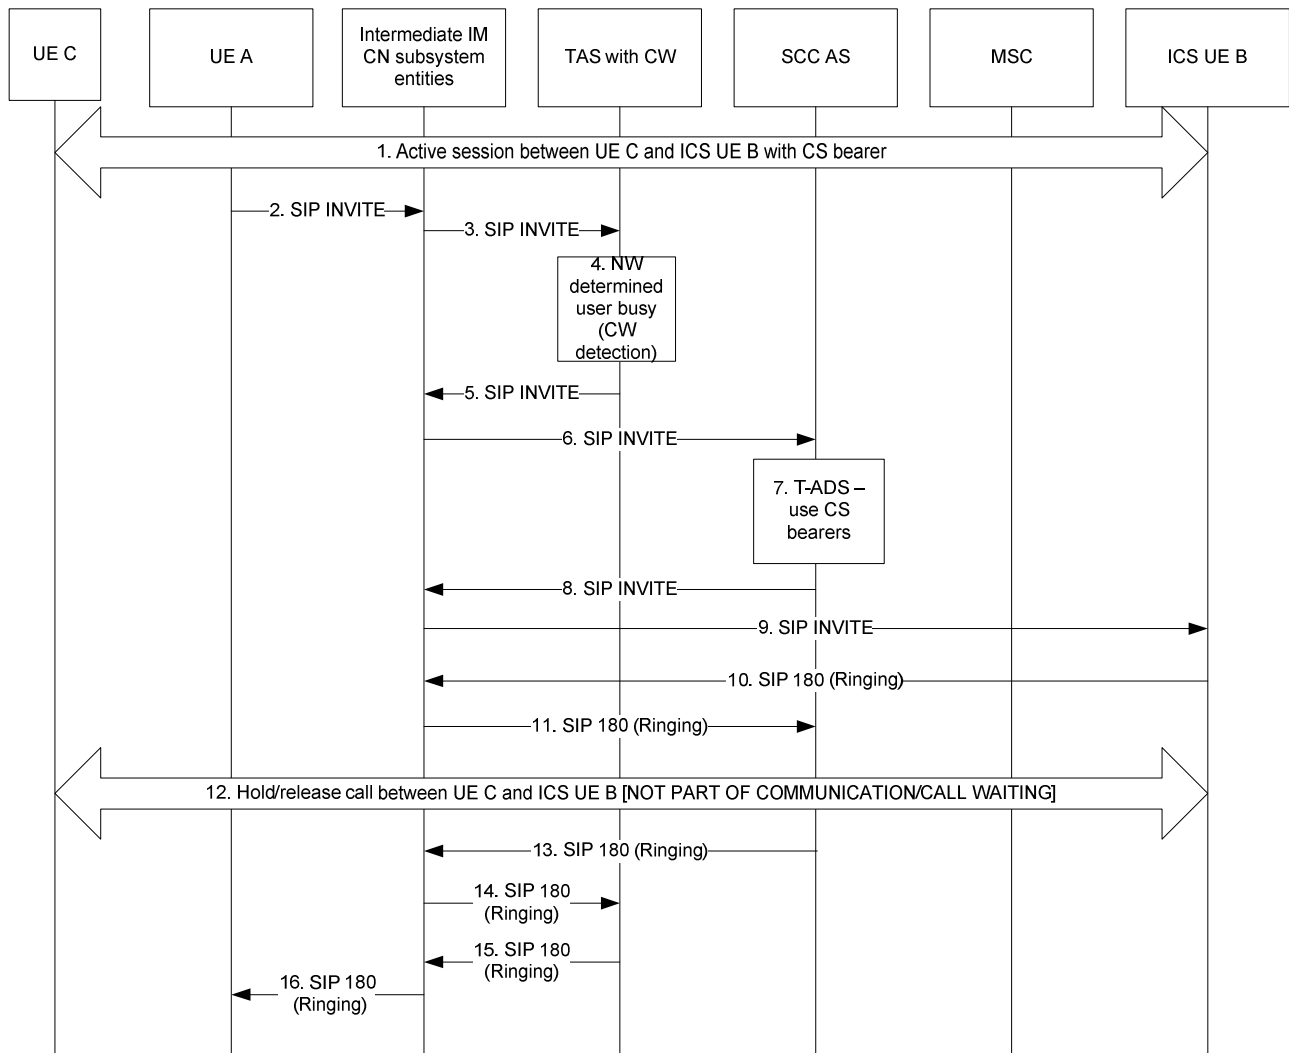 UE C
UE A
Intermediate IM
CN subsystem
entities
TAS with CW
SCC AS
MSC
ICS UE B
1. Active session between UE C and ICS UE B with CS bearer
2. SIP INVITE
3. SIP INVITE
4. NW
determined
user busy
(CW
detection)
5. SIP INVITE
6. SIP INVITE
7. T-ADS –
use CS
bearers
8. SIP INVITE
9. SIP INVITE
10. SIP 180 (Ringing)
11. SIP 180 (Ringing)
12. Hold/release call between UE C and ICS UE B [NOT PART OF COMMUNICATION/CALL WAITING]
13. SIP 180 (Ringing)
14. SIP 180
(Ringing)
15. SIP 180
(Ringing)
16. SIP 180
(Ringing)